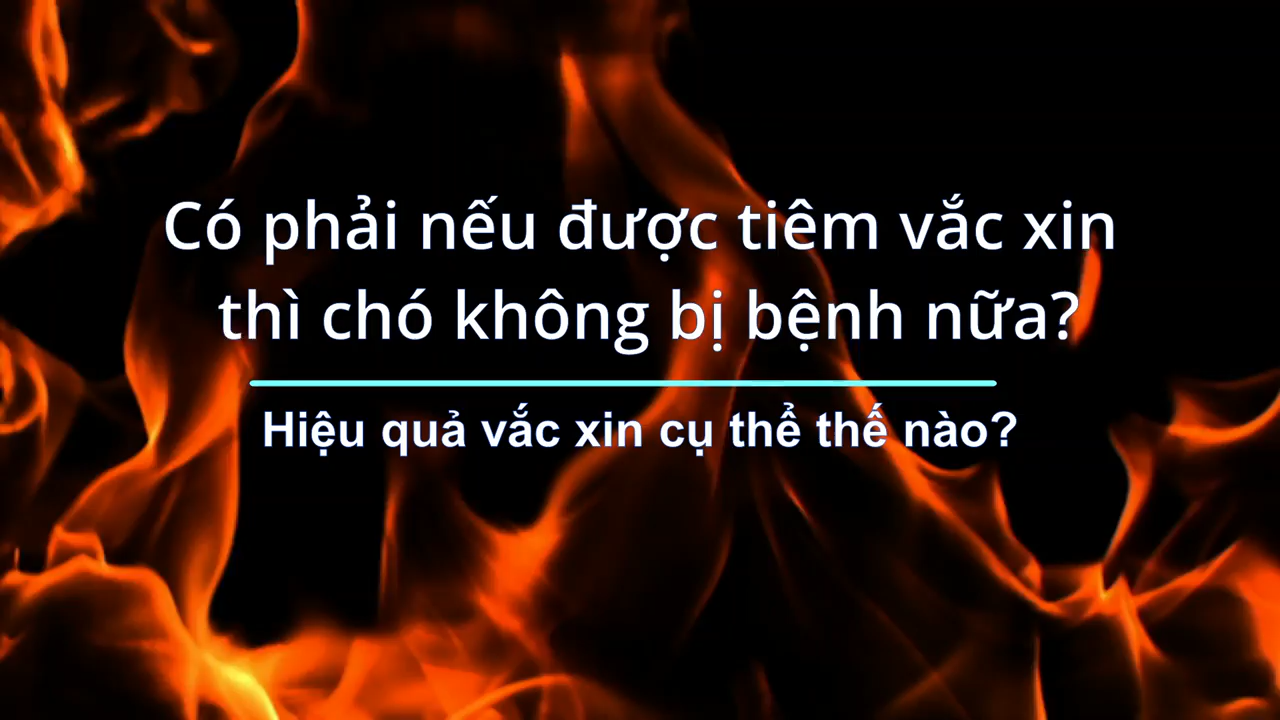 Có phải nếu được tiêm vắc xin
thì chó không bị bệnh nữa?
Hiệu quả vắc xin cụ thể thế nào?